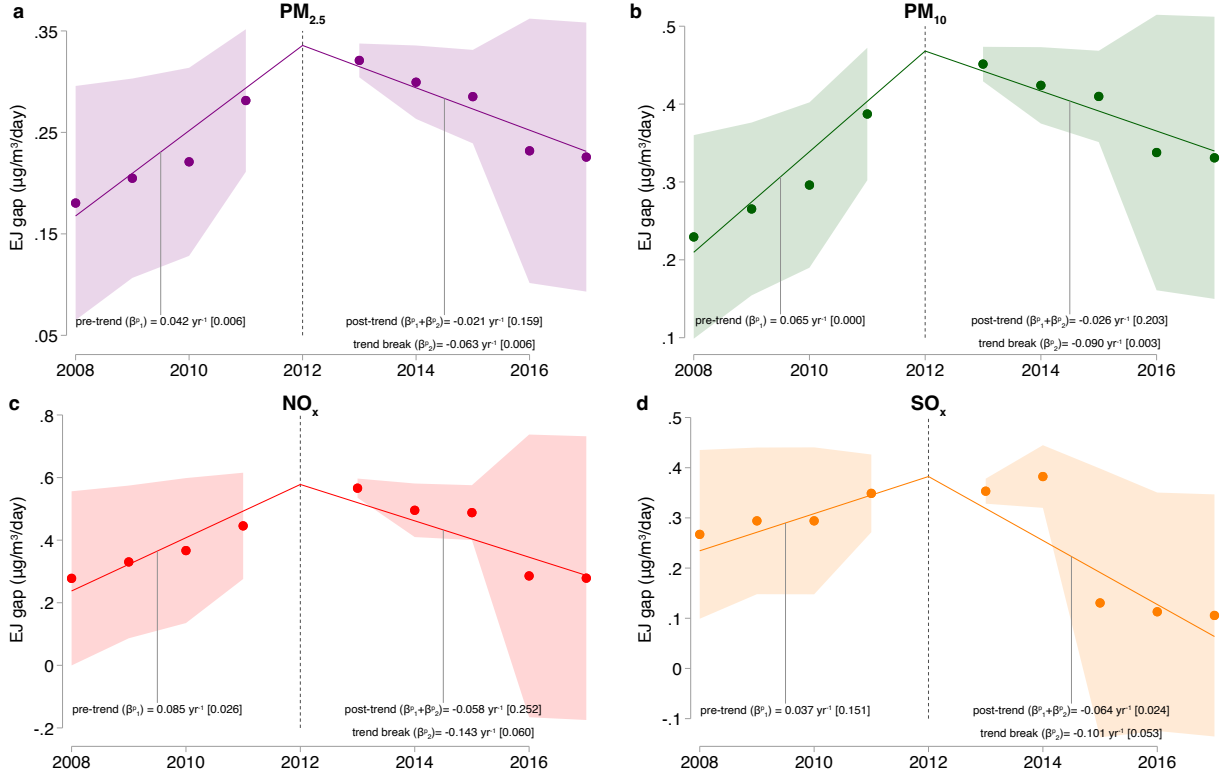 a
PM2.5
EJ gap (µg/m³/day)
.35
.25
.15
.05
pre-trend (βᵖ₁) = 0.042 yr⁻¹ [0.006]
post-trend (βᵖ₁+βᵖ₂)= -0.021 yr⁻¹ [0.159]
trend break (βᵖ₂)= -0.063 yr⁻¹ [0.006]
2008 2010 2012 2014 2016
b
PM10
EJ gap (µg/m³/day)
.5
.4
.3
.2
.1
pre-trend (βᵖ₁) = 0.065 yr⁻¹ [0.000]
post-trend (βᵖ₁+βᵖ₂)= -0.026 yr⁻¹ [0.203]
trend break (βᵖ₂)= -0.090 yr⁻¹ [0.003]
2008 2010 2012 2014 2016
c
NOx
EJ gap (µg/m³/day)
.8
.6
.4
.2
0
-.2
pre-trend (βᵖ₁) = 0.085 yr⁻¹ [0.026]
post-trend (βᵖ₁+βᵖ₂)= -0.058 yr⁻¹ [0.252]
trend break (βᵖ₂)= -0.143 yr⁻¹ [0.060]
2008 2010 2012 2014 2016
d
SOx
EJ gap (µg/m³/day)
.5
.4
.3
.2
.1
0
-.1
pre-trend (βᵖ₁) = 0.037 yr⁻¹ [0.151]
post-trend (βᵖ₁+βᵖ₂)= -0.064 yr⁻¹ [0.024]
trend break (βᵖ₂)= -0.101 yr⁻¹ [0.053]
2008 2010 2012 2014 2016